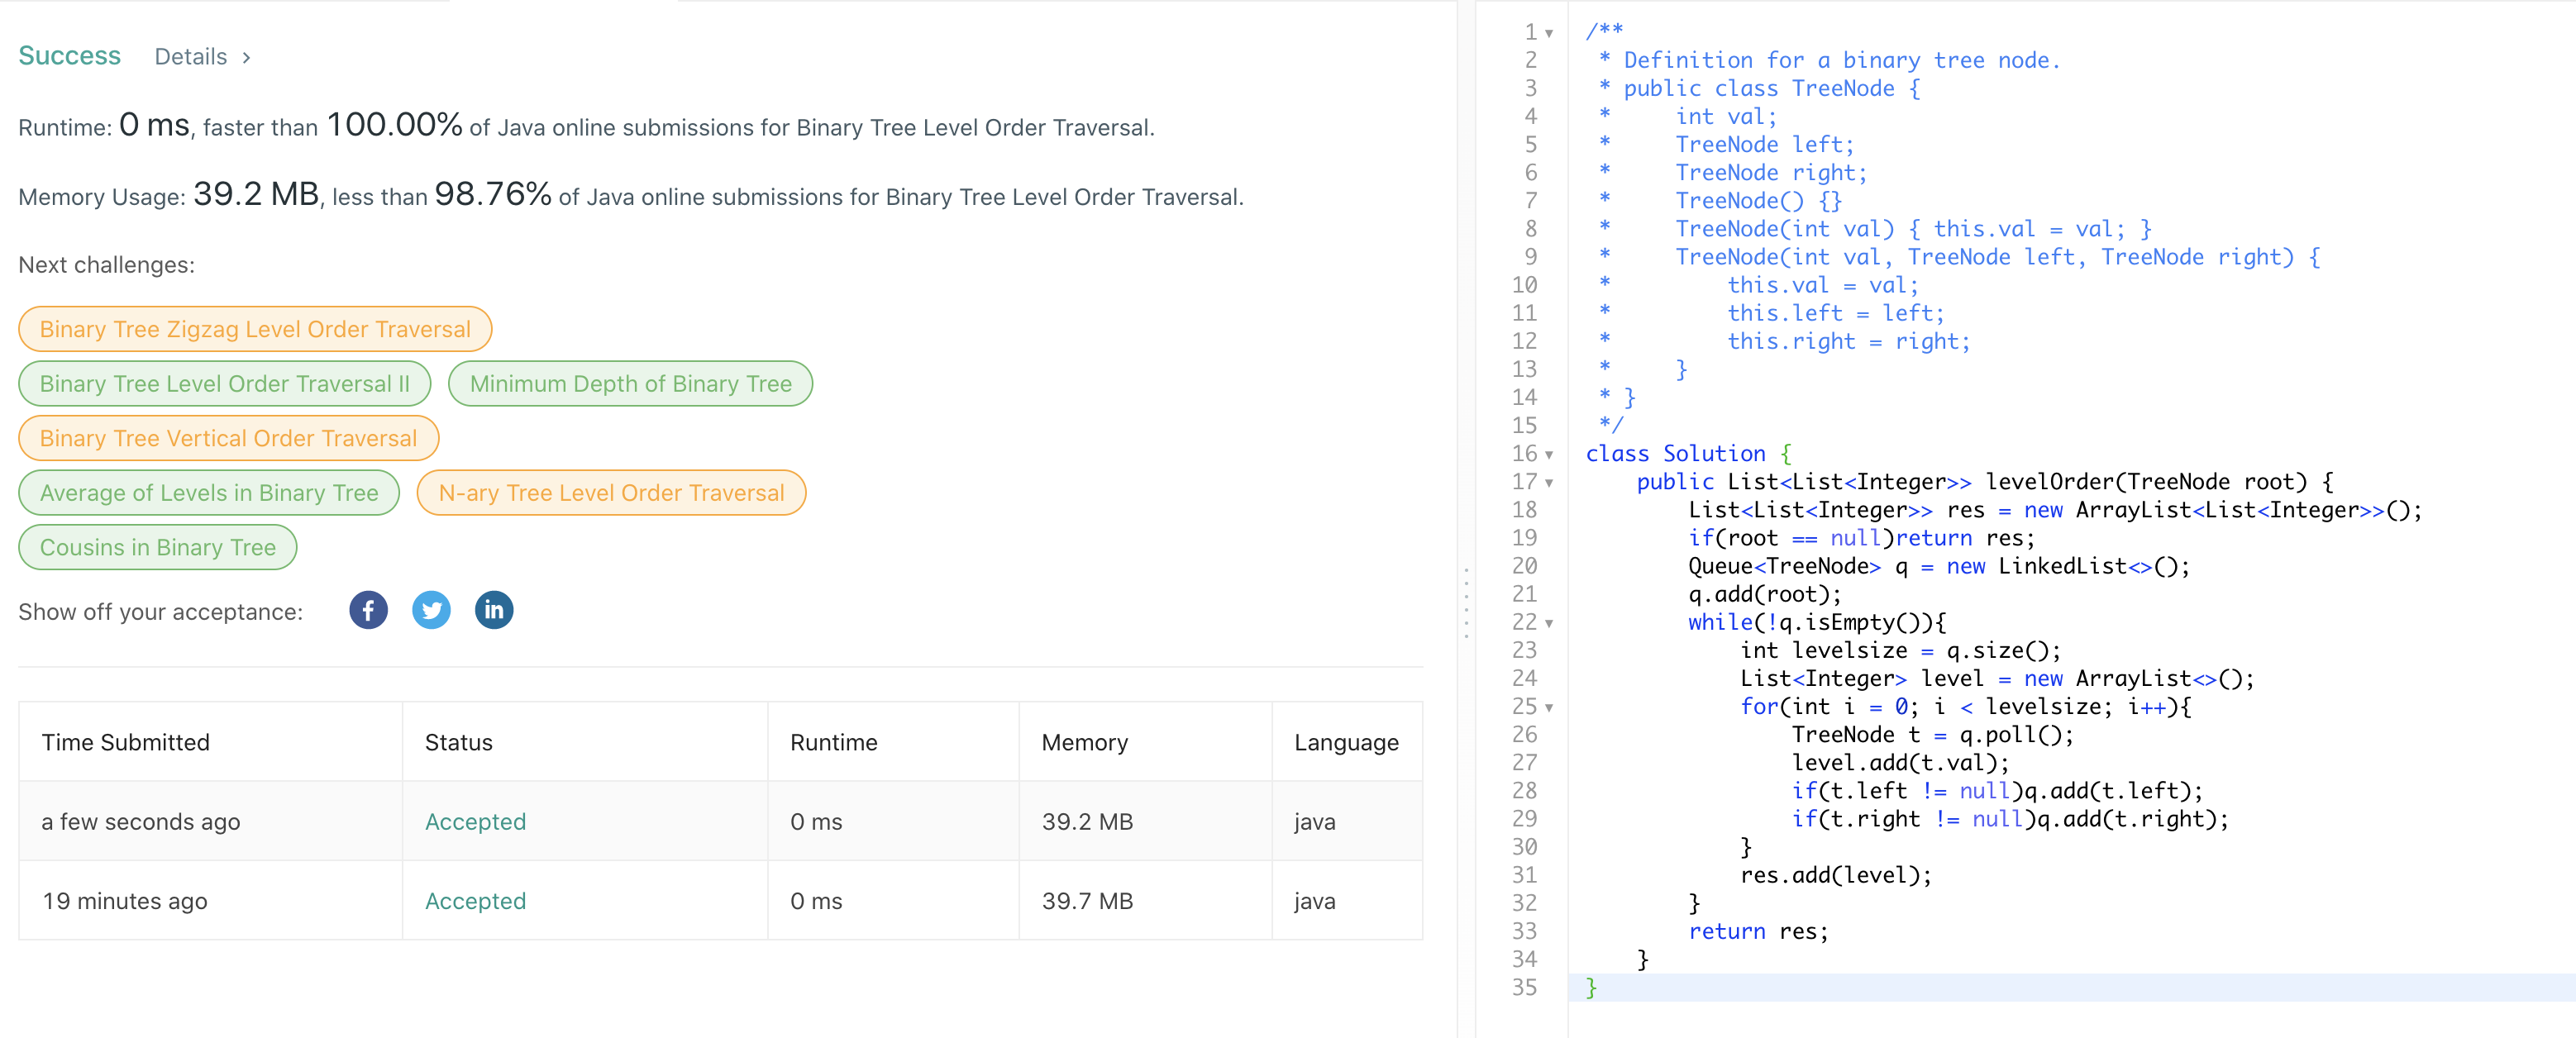 Success Details >
Runtime: 0 ms, faster than 100.00% of Java online submissions for Binary Tree Level Order Traversal.
Memory Usage: 39.2 MB, less than 98.76% of Java online submissions for Binary Tree Level Order Traversal.
Next challenges:
Binary Tree Zigzag Level Order Traversal
Binary Tree Level Order Traversal II Minimum Depth of Binary Tree
Binary Tree Vertical Order Traversal
Average of Levels in Binary Tree N-ary Tree Level Order Traversal
Cousins in Binary Tree
Show off your acceptance: f in
Time Submitted Status Runtime Memory Language
a few seconds ago Accepted 0 ms 39.2 MB java
19 minutes ago Accepted 0 ms 39.7 MB java
1 /**
2  * Definition for a binary tree node.
3  * public class TreeNode {
4  *     int val;
5  *     TreeNode left;
6  *     TreeNode right;
7  *     TreeNode() {}
8  *     TreeNode(int val) { this.val = val; }
9  *     TreeNode(int val, TreeNode left, TreeNode right) {
10  *         this.val = val;
11  *         this.left = left;
12  *         this.right = right;
13  *     }
14  * }
15  */
16 class Solution {
17     public List<List<Integer>> levelOrder(TreeNode root) {
18         List<List<Integer>> res = new ArrayList<List<Integer>>();
19         if(root == null)return res;
20         Queue<TreeNode> q = new LinkedList<>();
21         q.add(root);
22         while(!q.isEmpty()){
23             int levelsize = q.size();
24             List<Integer> level = new ArrayList<>();
25             for(int i = 0; i < levelsize; i++){
26                 TreeNode t = q.poll();
27                 level.add(t.val);
28                 if(t.left != null)q.add(t.left);
29                 if(t.right != null)q.add(t.right);
30             }
31             res.add(level);
32         }
33         return res;
34     }
35 }